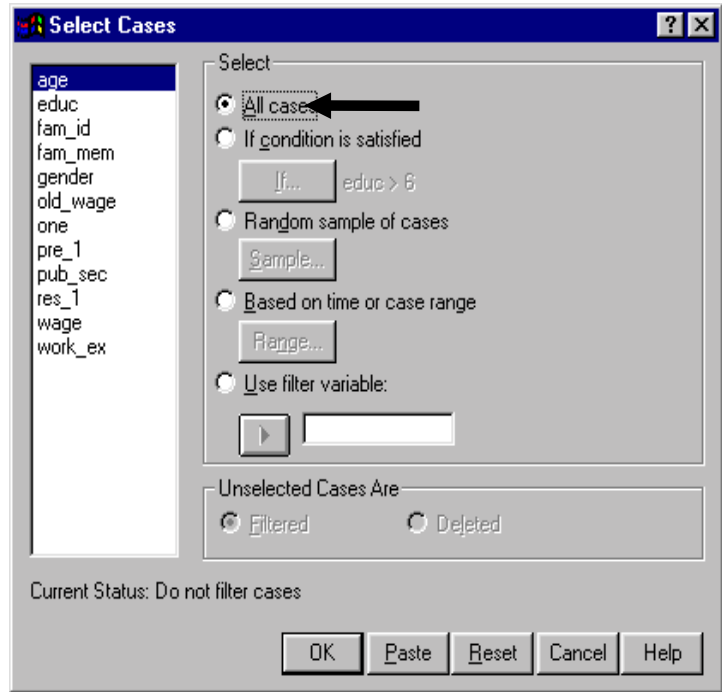 Select Cases
age
educ
fam_id
fam_mem
gender
old_wage
one
pre_1
pub_sec
res_1
wage
work_ex
Select
All cases
If condition is satisfied
If... educ > 6
Random sample of cases
Sample...
Based on time or case range
Range...
Use filter variable:
Unselected Cases Are
Filtered Deleted
Current Status: Do not filter cases
OK Paste Reset Cancel Help